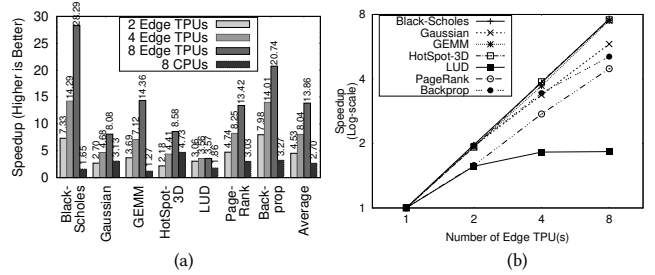 Speedup (Higher is Better)
30
25
20
15
10
5
0
2 Edge TPUs
4 Edge TPUs
8 Edge TPUs
8 CPUs
7.33
14.29
28.29
1.65
2.70
4.68
8.08
3.13
3.69
7.12
14.36
1.27
2.18
4.41
8.58
4.73
3.06
3.57
1.86
4.74
8.25
13.42
3.03
7.98
14.01
20.74
3.27
4.53
8.04
13.86
2.70
Black-
Scholes
Gaussian
GEMM
HotSpot-
3D
LUD
Page-
Rank
Back-
prop
Average
(a)
Speedup
(Log-scale)
8
4
2
1
Black-Scholes
Gaussian
GEMM
HotSpot-3D
LUD
PageRank
Backprop
1
2
4
8
Number of Edge TPU(s)
(b)